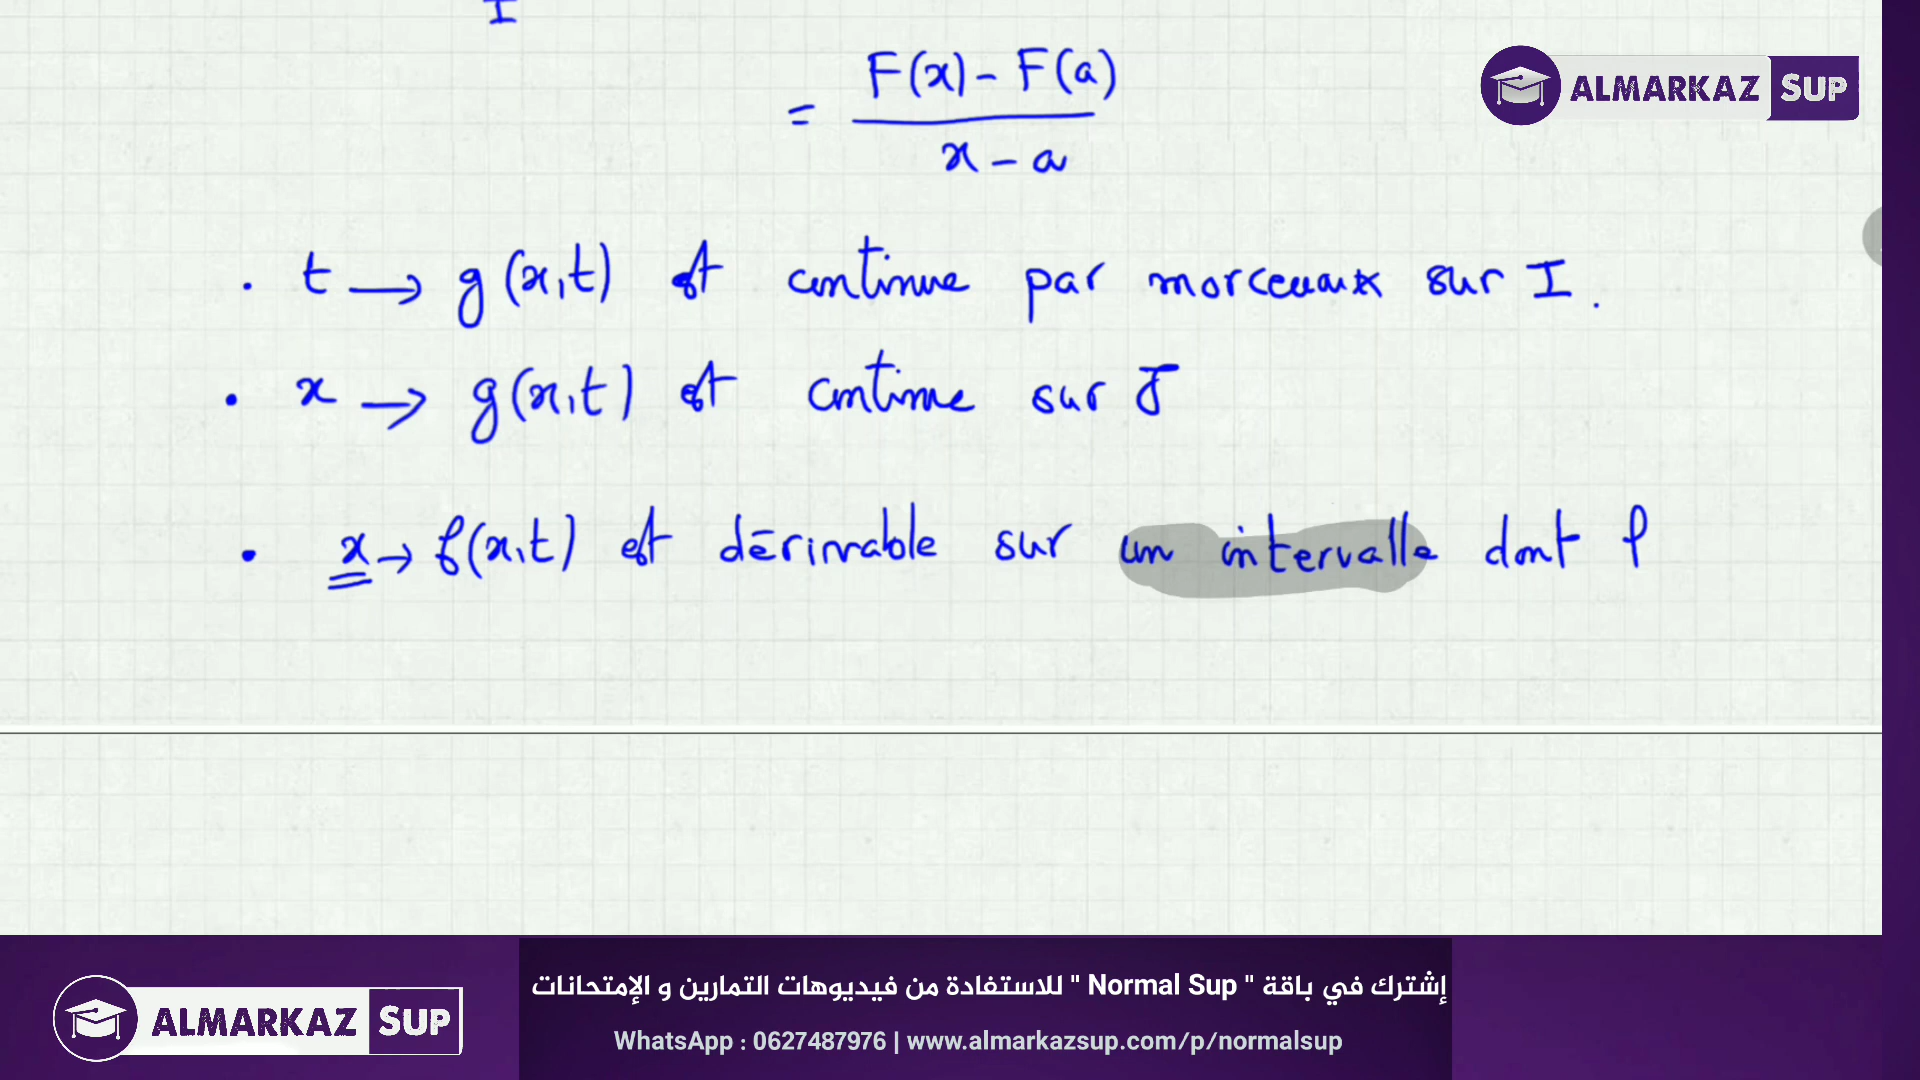 I
F(x) - F(a)
= ———
x - a
ALMARKAZ SUP
. t → g(x,t) est continue par morceaux sur I.
. x → g(x,t) est continue sur J
. x → f(x,t) est dérivable sur un intervalle dont f
ALMARKAZ SUP
إشترك في باقة " Normal Sup " للاستفادة من فيديوهات التمارين و الإمتحانات
WhatsApp : 0627487976 | www.almarkazsup.com/p/normalsup